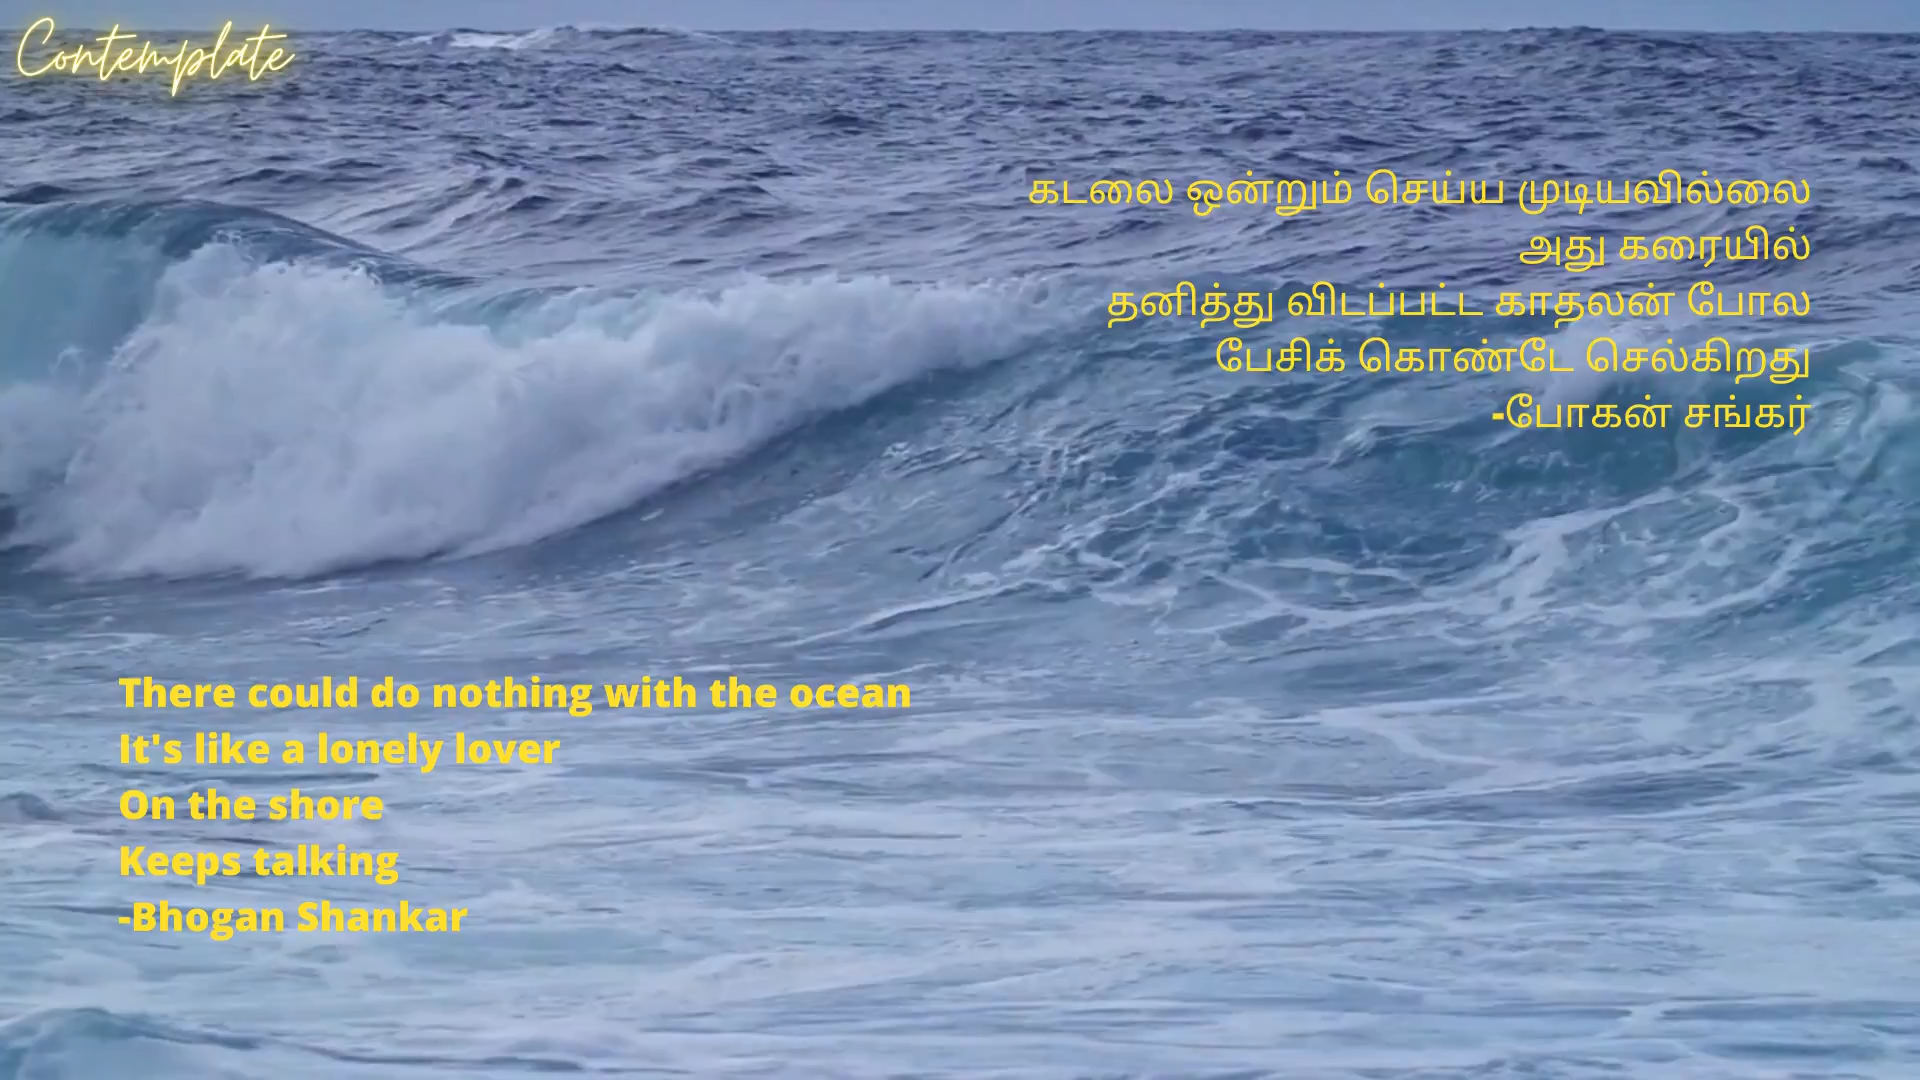 Contemplate
கடலை ஒன்றும் செய்ய முடியவில்லை
அது கரையில்
தனித்து விடப்பட்ட காதலன் போல
பேசிக் கொண்டே செல்கிறது
-போகன் சங்கர்
There could do nothing with the ocean
It's like a lonely lover
On the shore
Keeps talking
-Bhogan Shankar